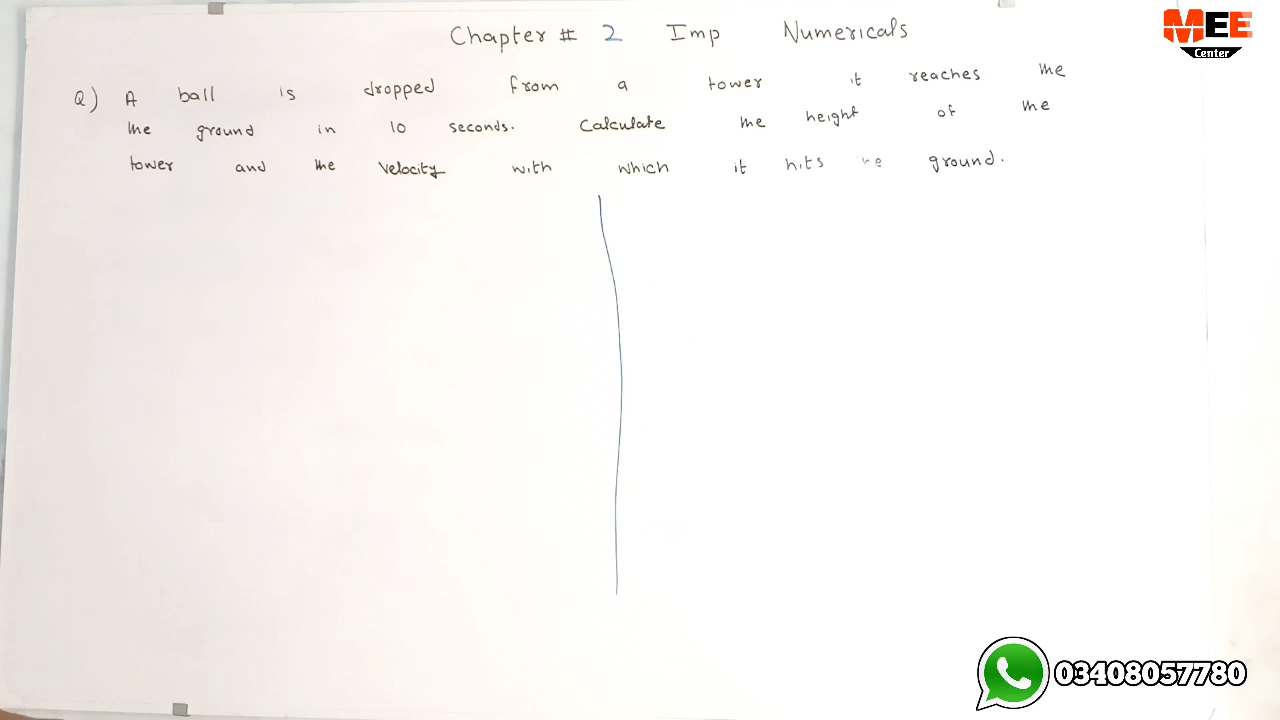 Chapter # 2 Imp Numericals
MEE
Center
Q) A ball is dropped from a tower it reaches the
the ground in 10 seconds. Calculate the height of the
tower and the velocity with which it hits he ground.
03408057780